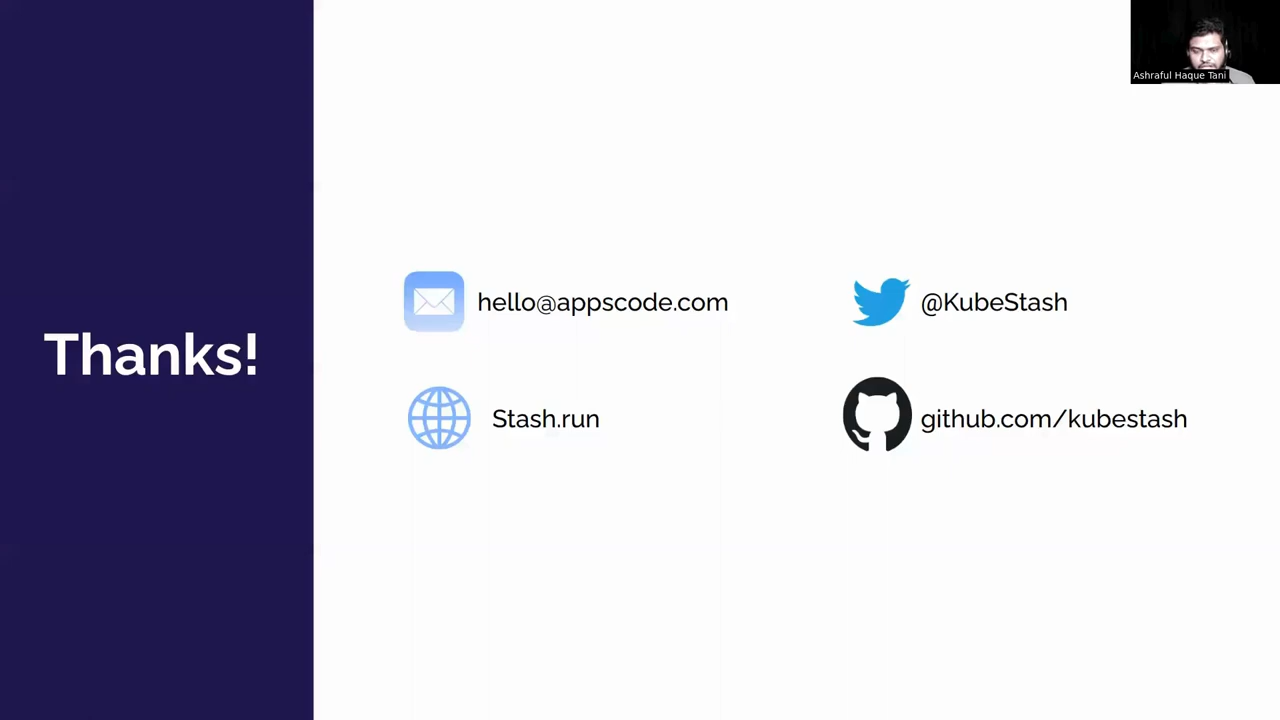 Ashraful Haque Tani
Thanks!
hello@appscode.com
@KubeStash
Stash.run
github.com/kubestash